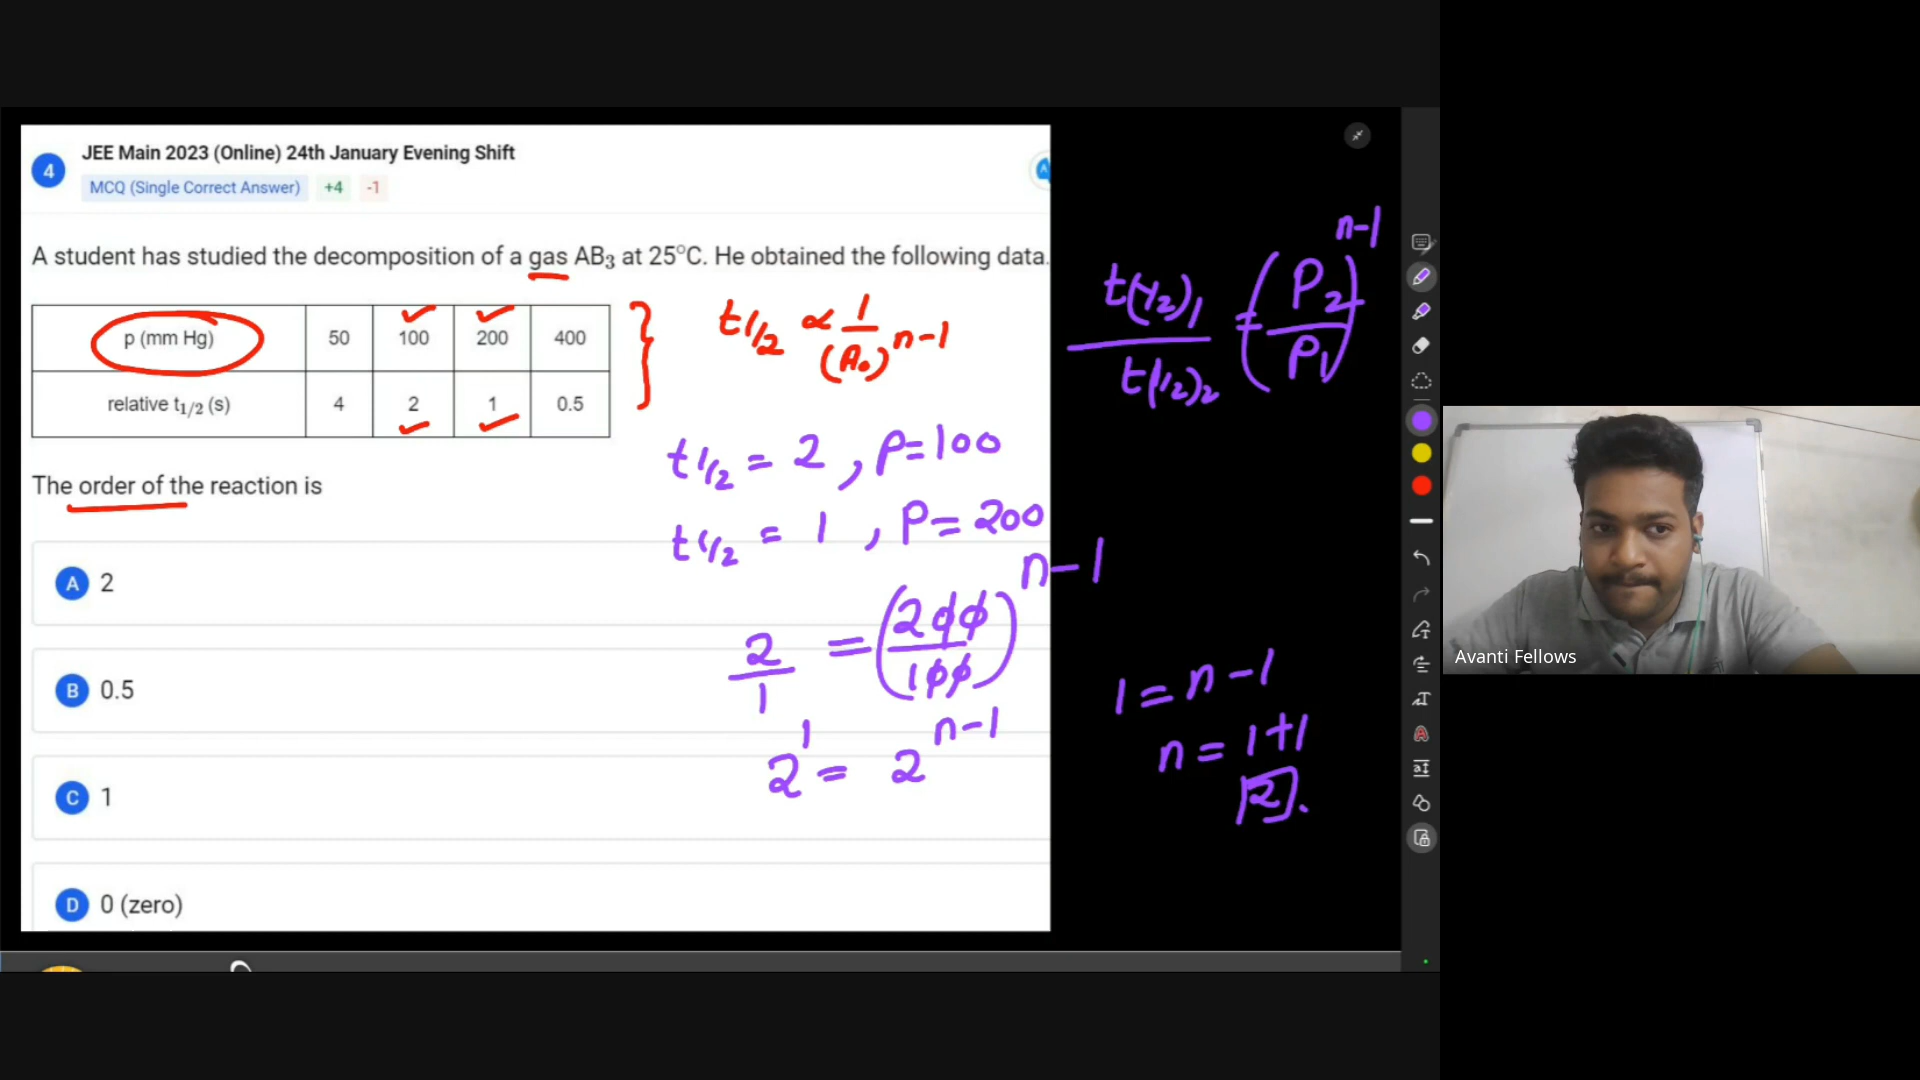 4
JEE Main 2023 (Online) 24th January Evening Shift
MCQ (Single Correct Answer) +4 -1
A student has studied the decomposition of a gas AB₃ at 25°C. He obtained the following data.
p (mm Hg) 50 100 200 400
relative t₁/₂ (s) 4 2 1 0.5
The order of the reaction is
A 2
B 0.5
C 1
D 0 (zero)
t1/2 ∝ 1/(A₀)^n-1
t(1/2)₁ / t(1/2)₂ = (P₂/P₁)^n-1
t1/2 = 2, P=100
t1/2 = 1, P= 200
2/1 = (200/100)^n-1
2^1 = 2^n-1
1 = n-1
n = 1+1
2.
Avanti Fellows